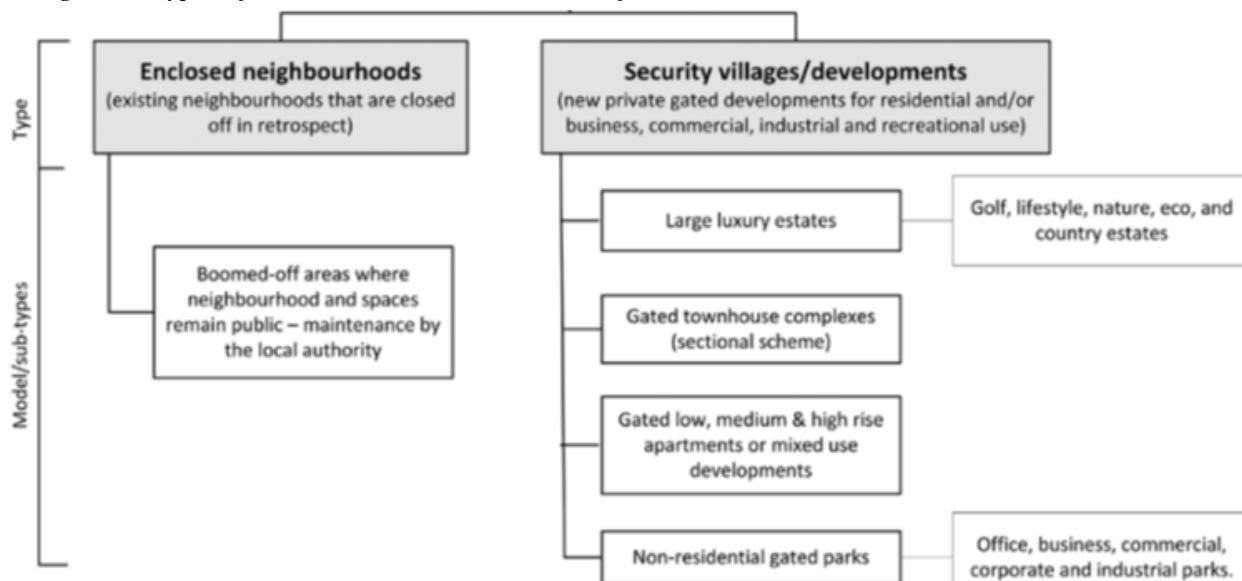 Type
Enclosed neighbourhoods
(existing neighbourhoods that are closed
off in retrospect)
Security villages/developments
(new private gated developments for residential and/or
business, commercial, industrial and recreational use)
Model/sub-types
Boomed-off areas where
neighbourhood and spaces
remain public – maintenance by
the local authority
Large luxury estates
Golf, lifestyle, nature, eco, and
country estates
Gated townhouse complexes
(sectional scheme)
Gated low, medium & high rise
apartments or mixed use
developments
Non-residential gated parks
Office, business, commercial,
corporate and industrial parks.